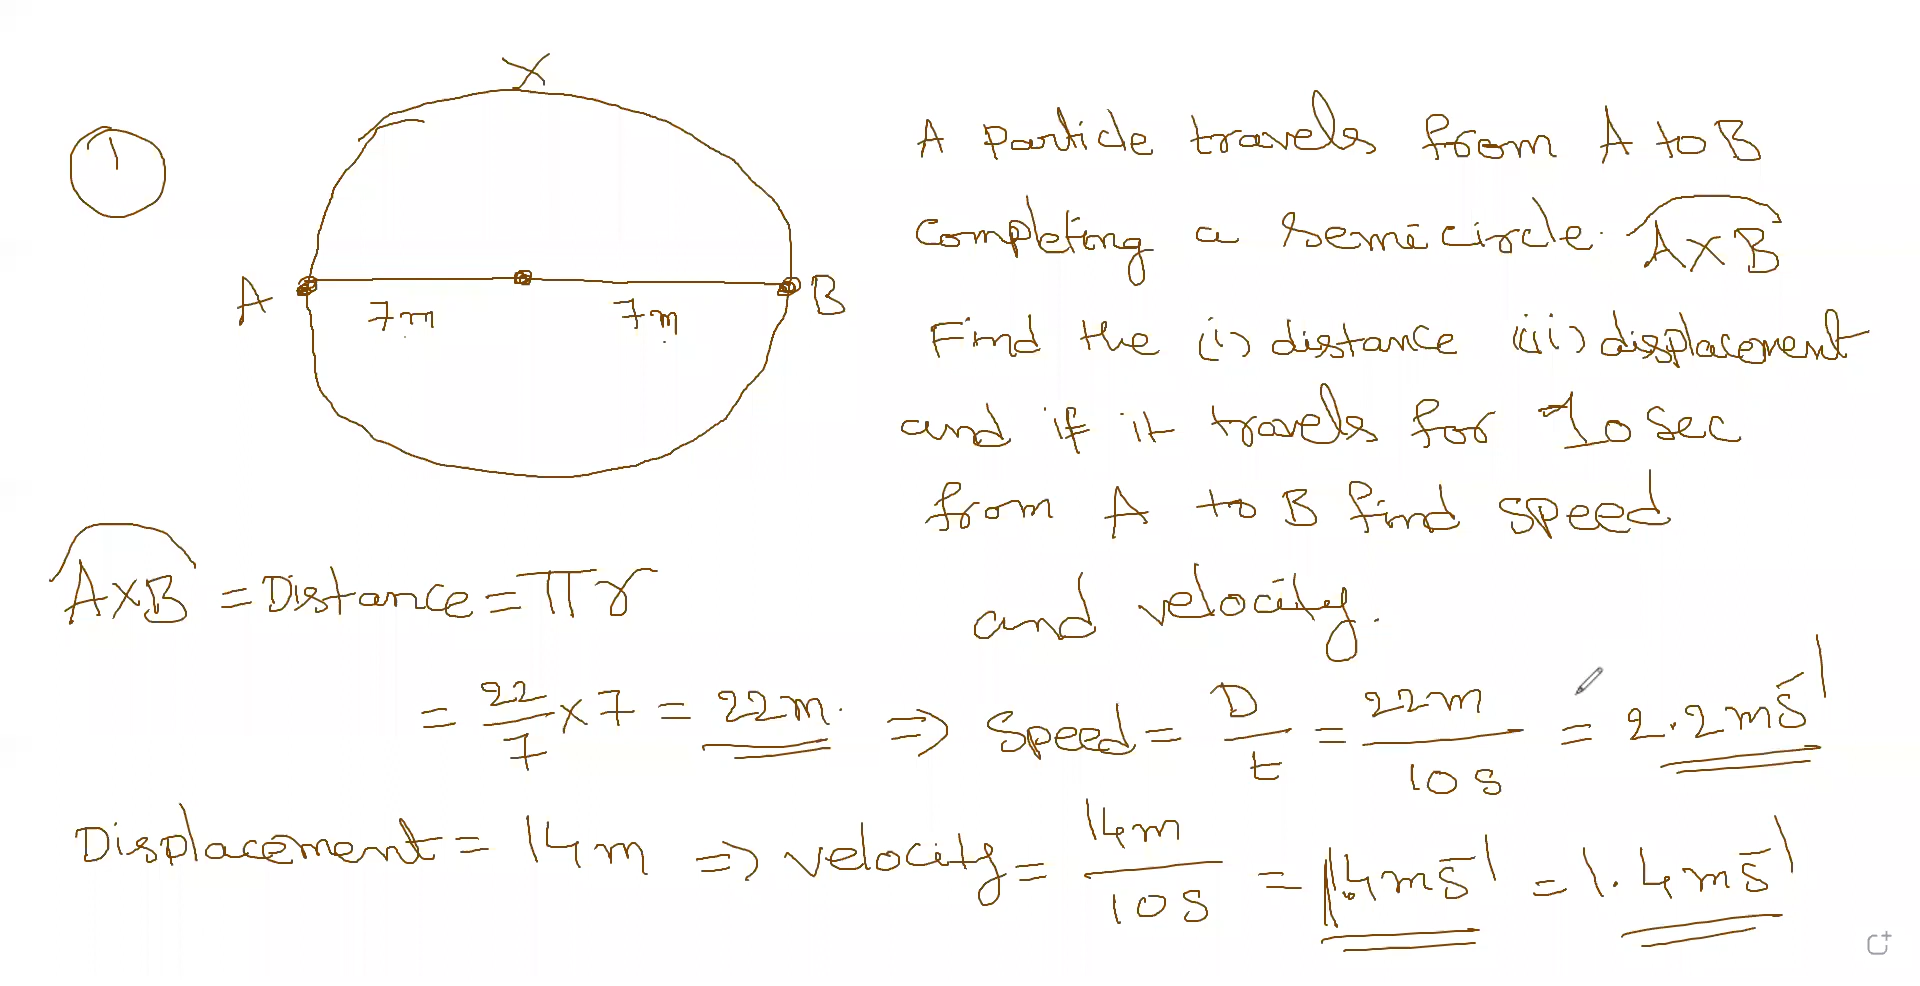 1
X
A
B
7m
7m
A particle travels from A to B
completing a semicircle. AXB
Find the (i) distance (ii) displacement
and if it travels for 10 sec
from A to B find speed
and velocity.
AXB = Distance = πr
= 22/7 × 7 = 22m. ⇒ Speed = D/t = 22m/10s = 2.2ms⁻¹
Displacement = 14m ⇒ velocity = 14m/10s = 1.4ms⁻¹ = 1.4ms⁻¹